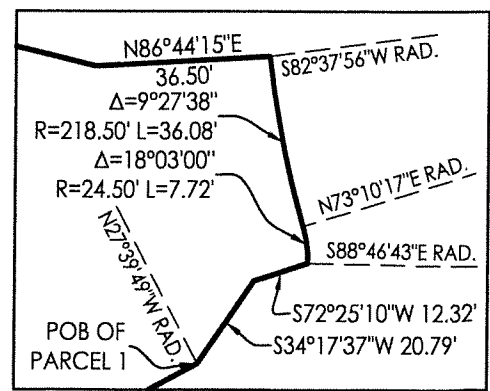 N86°44'15"E
36.50'
S82°37'56"W RAD.
Δ=9°27'38"
R=218.50' L=36.08'
Δ=18°03'00"
R=24.50' L=7.72'
N73°10'17"E RAD.
N27°39'49"W RAD.
S88°46'43"E RAD.
S72°25'10"W 12.32'
S34°17'37"W 20.79'
POB OF
PARCEL 1